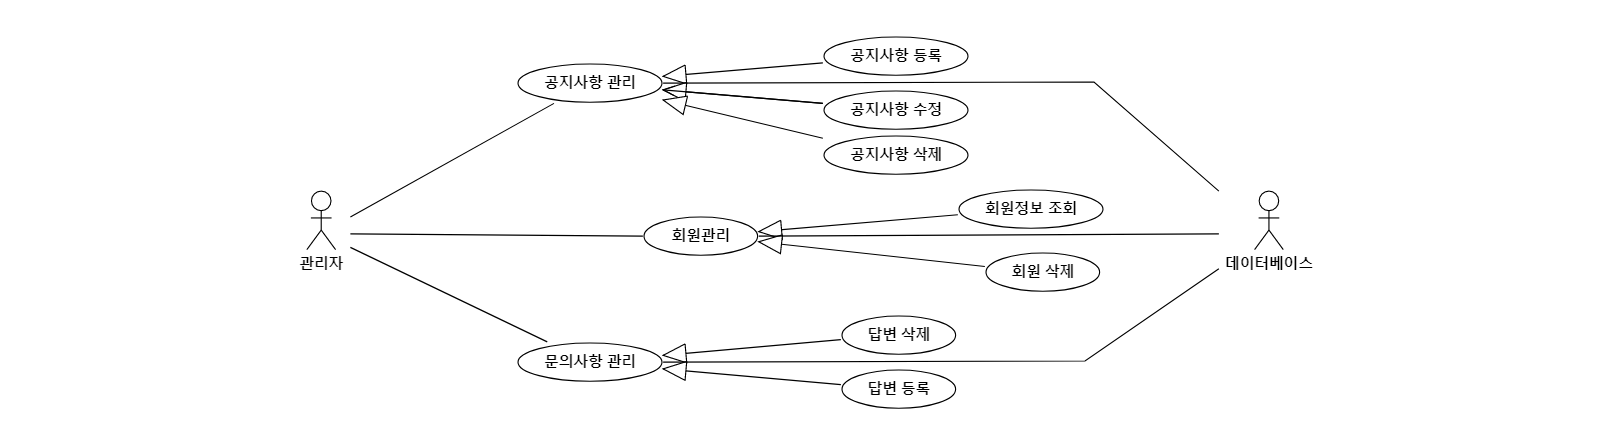 공지사항 등록
공지사항 관리
공지사항 수정
공지사항 삭제
회원정보 조회
회원관리
관리자
데이터베이스
회원 삭제
답변 삭제
문의사항 관리
답변 등록